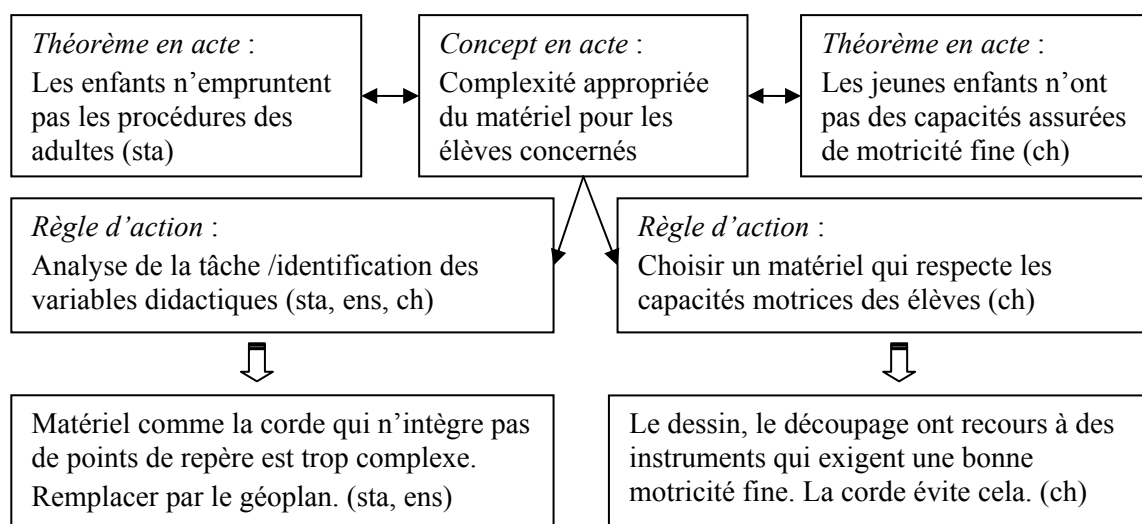 Théorème en acte :
Les enfants n’empruntent
pas les procédures des
adultes (sta)
Concept en acte :
Complexité appropriée
du matériel pour les
élèves concernés
Théorème en acte :
Les jeunes enfants n’ont
pas des capacités assurées
de motricité fine (ch)
Règle d’action :
Analyse de la tâche /identification des
variables didactiques (sta, ens, ch)
Règle d’action :
Choisir un matériel qui respecte les
capacités motrices des élèves (ch)
Matériel comme la corde qui n’intègre pas
de points de repère est trop complexe.
Remplacer par le géoplan. (sta, ens)
Le dessin, le découpage ont recours à des
instruments qui exigent une bonne
motricité fine. La corde évite cela. (ch)